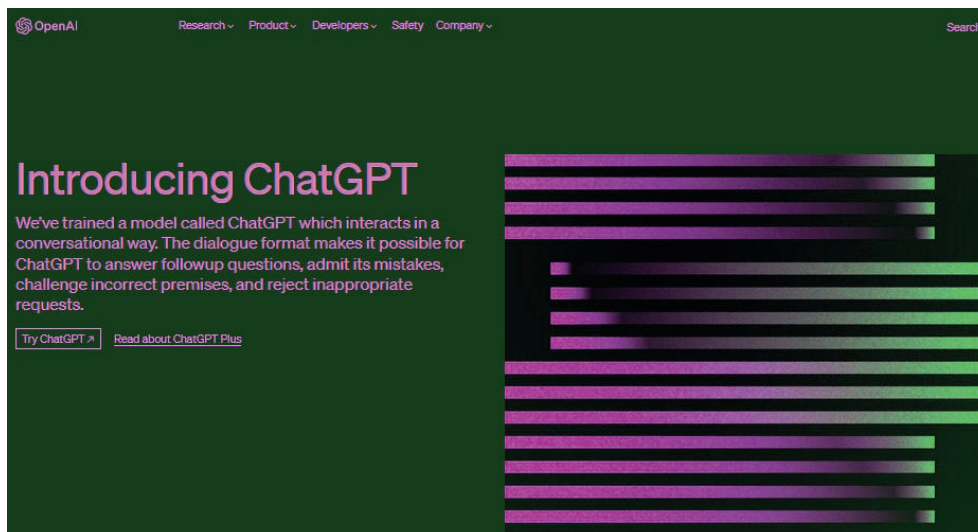 OpenAI
Research
Product
Developers
Safety
Company
Search
Introducing ChatGPT
We've trained a model called ChatGPT which interacts in a
conversational way. The dialogue format makes it possible for
ChatGPT to answer followup questions, admit its mistakes,
challenge incorrect premises, and reject inappropriate
requests.
Try ChatGPT ↗
Read about ChatGPT Plus